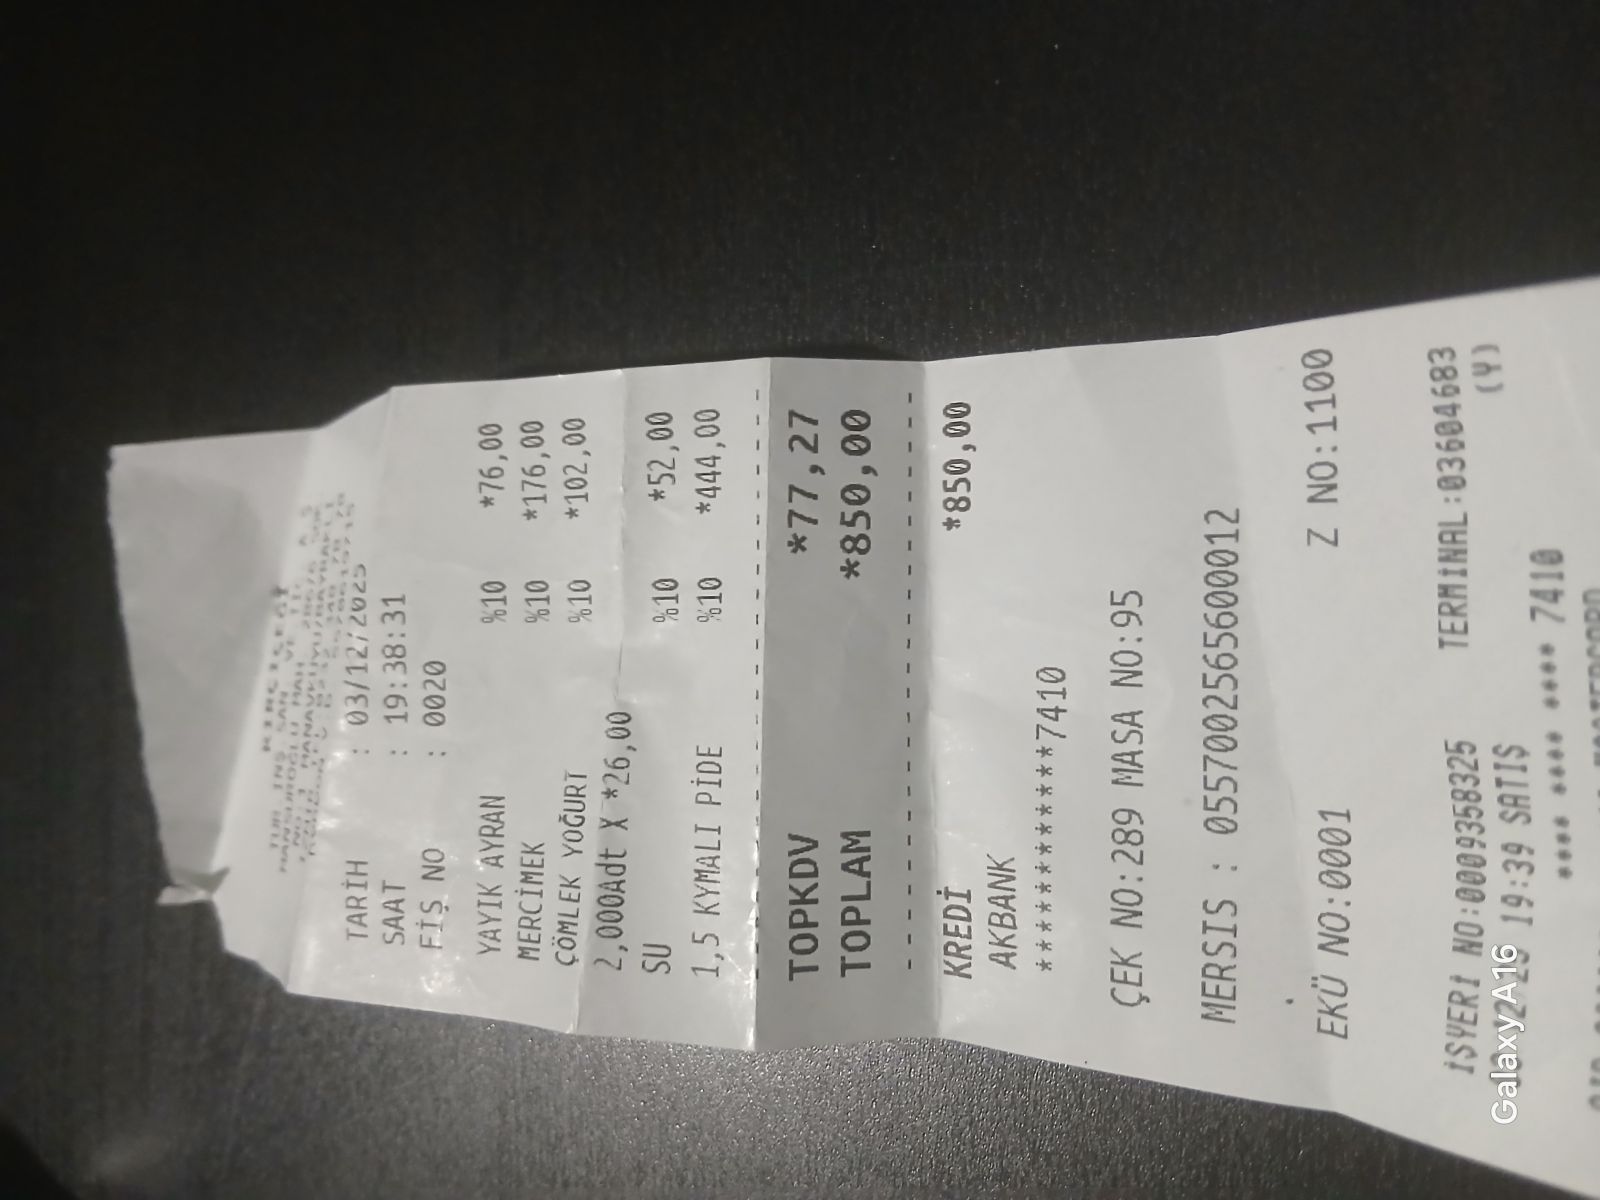 TARİH : 03/12/2025
SAAT : 19:38:31
FİŞ NO : 0020
YAYIK AYRAN %10 *76,00
MERCİMEK %10 *176,00
ÇÖMLEK YOĞURT %10 *102,00
2,000Adt X *26,00
SU %10 *52,00
1,5 KYMALI PİDE %10 *444,00
TOPKDV *77,27
TOPLAM *850,00
KREDİ *850,00
AKBANK
************7410
ÇEK NO:289 MASA NO:95
MERSIS : 0557002565600012
EKÜ NO:0001 Z NO:1100
İSYERİ NO:0009358325 TERMINAL:03604683
19:39 SATIŞ (Y)
**** **** **** 7410
Galaxy A16